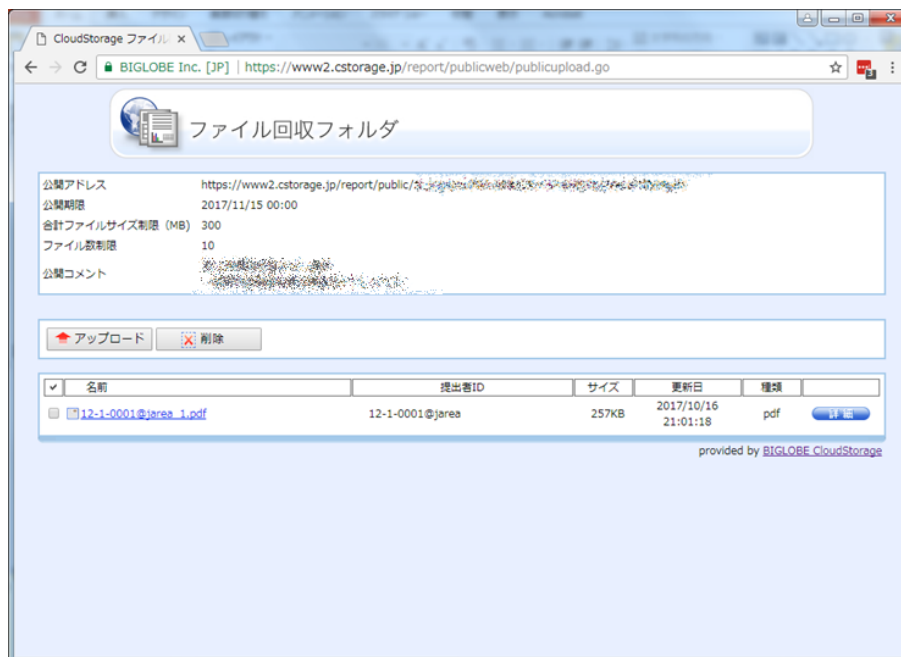 CloudStorage ファイル
BIGLOBE Inc. [JP] | https://www2.cstorage.jp/report/publicweb/publicupload.go
3
ファイル回収フォルダ
公開アドレス https://www2.cstorage.jp/report/public/
公開期限 2017/11/15 00:00
合計ファイルサイズ制限（MB） 300
ファイル数制限 10
公開コメント
アップロード 削除
名前 提出者ID サイズ 更新日 種類
12-1-0001@jarea_1.pdf 12-1-0001@jarea 257KB 2017/10/16 pdf 詳細
21:01:18
provided by BIGLOBE CloudStorage